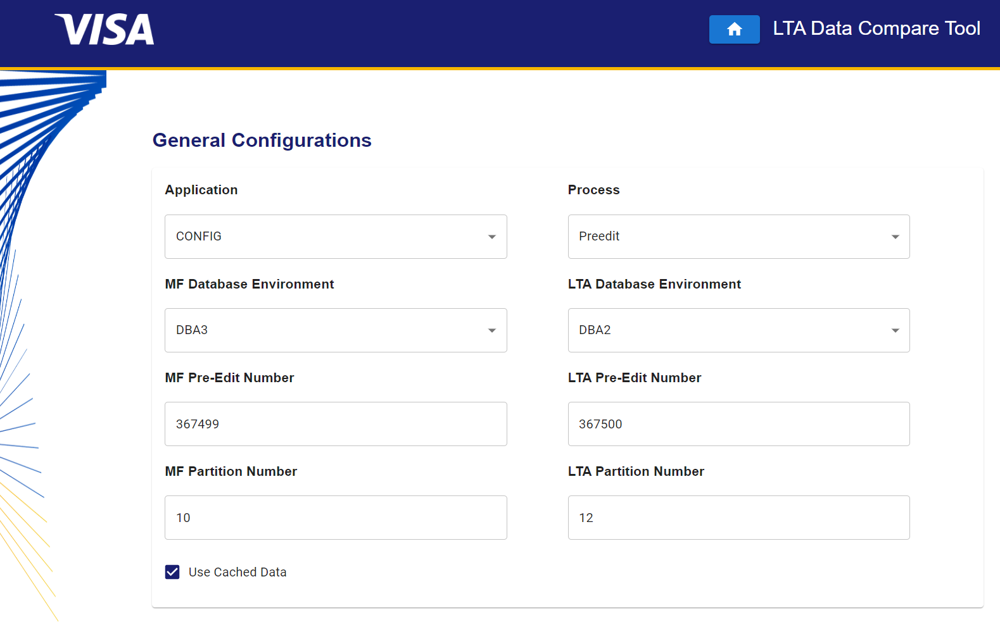 VISA
LTA Data Compare Tool
General Configurations
Application
Process
CONFIG
Preedit
MF Database Environment
LTA Database Environment
DBA3
DBA2
MF Pre-Edit Number
LTA Pre-Edit Number
367499
367500
MF Partition Number
LTA Partition Number
10
12
Use Cached Data